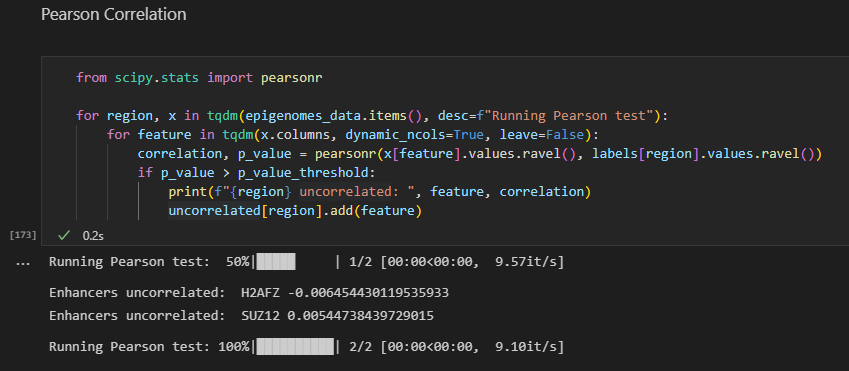 Pearson Correlation
from scipy.stats import pearsonr
for region, x in tqdm(epigenomes_data.items(), desc=f"Running Pearson test"):
for feature in tqdm(x.columns, dynamic_ncols=True, leave=False):
correlation, p_value = pearsonr(x[feature].values.ravel(), labels[region].values.ravel())
if p_value > p_value_threshold:
print(f"{region} uncorrelated: ", feature, correlation)
uncorrelated[region].add(feature)
[173] ✓ 0.2s
... Running Pearson test: 50%|█████     | 1/2 [00:00<00:00, 9.57it/s]
Enhancers uncorrelated:  H2AFZ -0.006454430119535933
Enhancers uncorrelated:  SUZ12 0.00544738439729015
Running Pearson test: 100%|██████████| 2/2 [00:00<00:00, 9.10it/s]